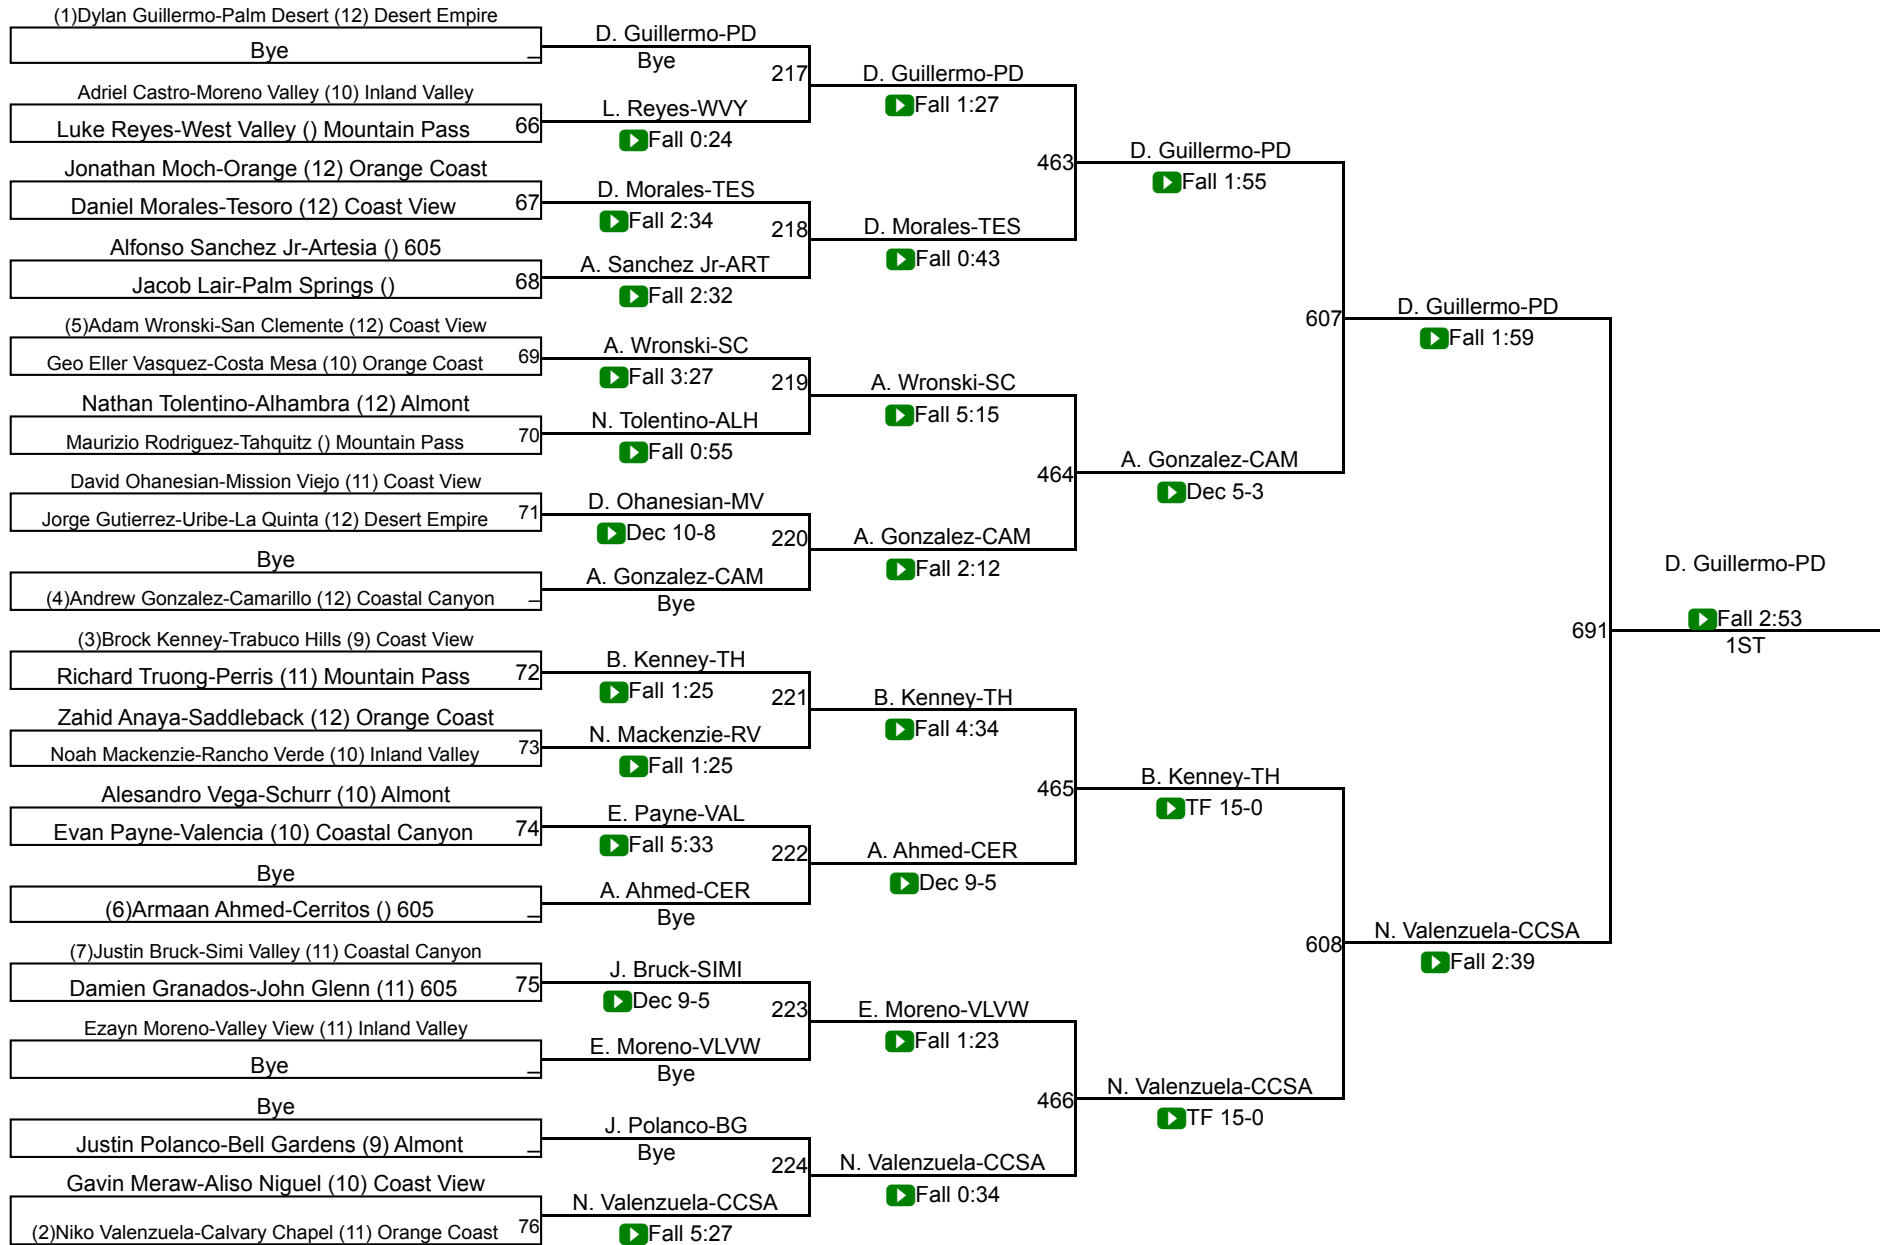 (1)Dylan Guillermo-Palm Desert (12) Desert Empire
Bye
Adriel Castro-Moreno Valley (10) Inland Valley
Luke Reyes-West Valley () Mountain Pass 66
Jonathan Moch-Orange (12) Orange Coast
Daniel Morales-Tesoro (12) Coast View 67
Alfonso Sanchez Jr-Artesia () 605
Jacob Lair-Palm Springs () 68
(5)Adam Wronski-San Clemente (12) Coast View
Geo Eller Vasquez-Costa Mesa (10) Orange Coast 69
Nathan Tolentino-Alhambra (12) Almont
Maurizio Rodriguez-Tahquitz () Mountain Pass 70
David Ohanesian-Mission Viejo (11) Coast View
Jorge Gutierrez-Uribe-La Quinta (12) Desert Empire 71
Bye
(4)Andrew Gonzalez-Camarillo (12) Coastal Canyon
(3)Brock Kenney-Trabuco Hills (9) Coast View
Richard Truong-Perris (11) Mountain Pass 72
Zahid Anaya-Saddleback (12) Orange Coast
Noah Mackenzie-Rancho Verde (10) Inland Valley 73
Alesandro Vega-Schurr (10) Almont
Evan Payne-Valencia (10) Coastal Canyon 74
Bye
(6)Armaan Ahmed-Cerritos () 605
(7)Justin Bruck-Simi Valley (11) Coastal Canyon
Damien Granados-John Glenn (11) 605 75
Ezayn Moreno-Valley View (11) Inland Valley
Bye
Bye
Justin Polanco-Bell Gardens (9) Almont
Gavin Meraw-Aliso Niguel (10) Coast View
(2)Niko Valenzuela-Calvary Chapel (11) Orange Coast 76
D. Guillermo-PD
Bye
217
L. Reyes-WVY
Fall 0:24
D. Morales-TES
Fall 2:34
218
A. Sanchez Jr-ART
Fall 2:32
A. Wronski-SC
Fall 3:27
219
N. Tolentino-ALH
Fall 0:55
D. Ohanesian-MV
Dec 10-8
220
A. Gonzalez-CAM
Bye
B. Kenney-TH
Fall 1:25
221
N. Mackenzie-RV
Fall 1:25
E. Payne-VAL
Fall 5:33
222
A. Ahmed-CER
Bye
J. Bruck-SIMI
Dec 9-5
223
E. Moreno-VLVW
Bye
J. Polanco-BG
Bye
224
N. Valenzuela-CCSA
Fall 5:27
D. Guillermo-PD
Fall 1:27
463
D. Morales-TES
Fall 0:43
A. Wronski-SC
Fall 5:15
464
A. Gonzalez-CAM
Fall 2:12
B. Kenney-TH
Fall 4:34
465
A. Ahmed-CER
Dec 9-5
E. Moreno-VLVW
Fall 1:23
466
N. Valenzuela-CCSA
Fall 0:34
D. Guillermo-PD
Fall 1:55
607
A. Gonzalez-CAM
Dec 5-3
B. Kenney-TH
TF 15-0
608
N. Valenzuela-CCSA
TF 15-0
D. Guillermo-PD
Fall 1:59
691
N. Valenzuela-CCSA
Fall 2:39
D. Guillermo-PD
Fall 2:53
1ST